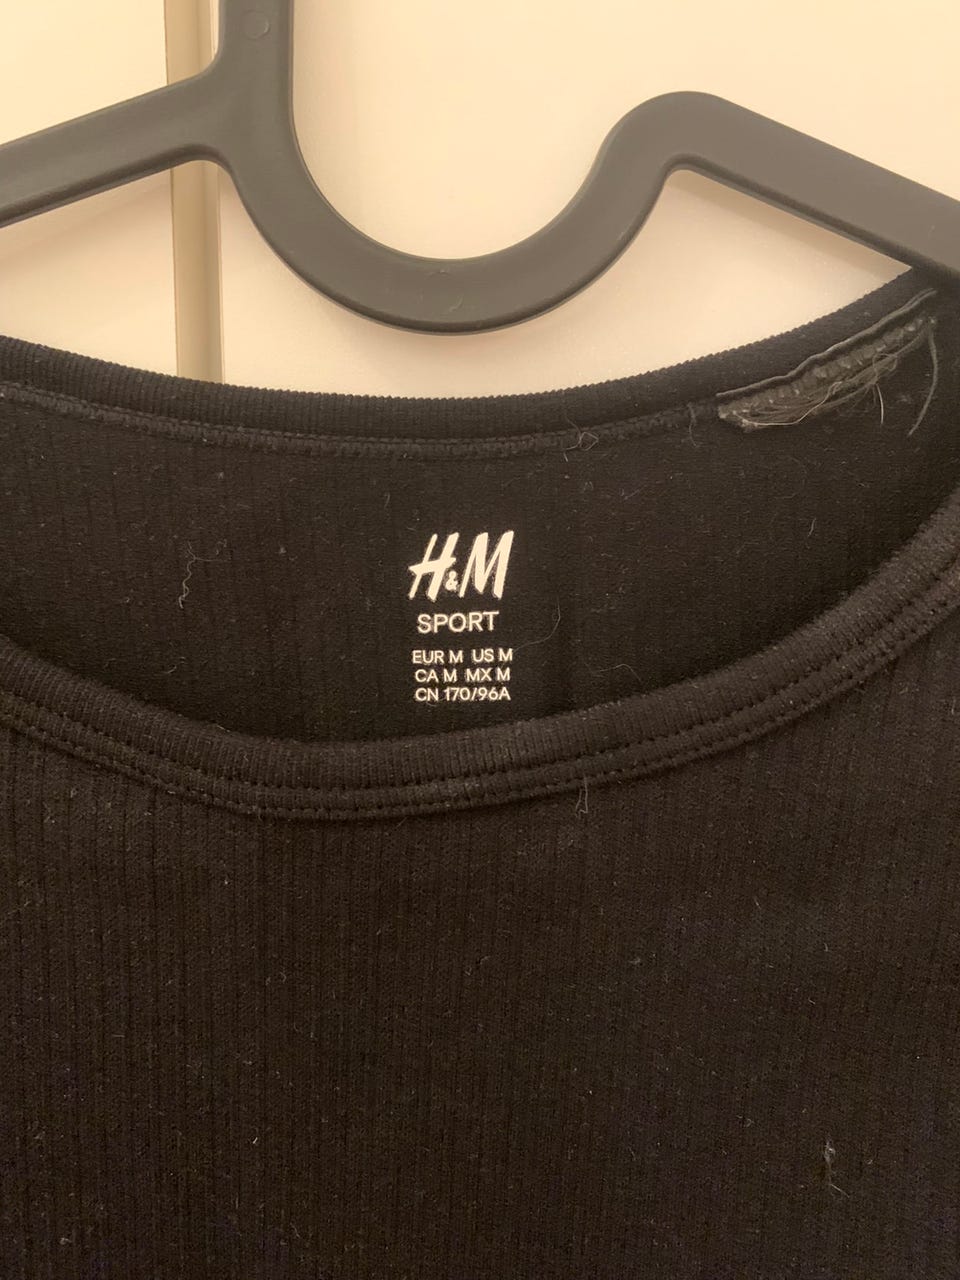 H&M
SPORT
EUR M US M
CA M MX M
CN 170/96A